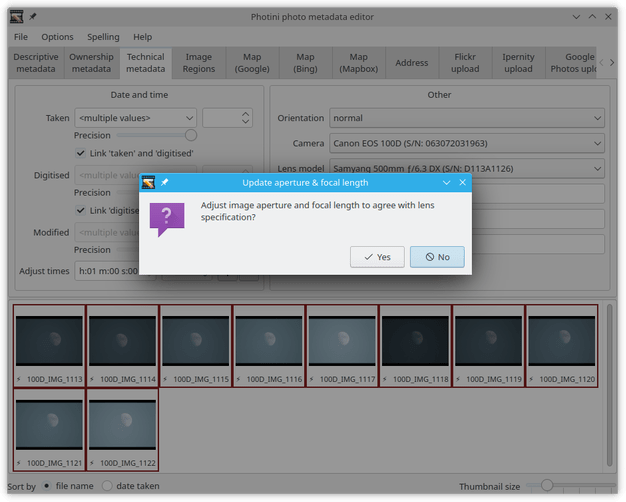 Photini photo metadata editor
File Options Spelling Help
Descriptive metadata
Ownership metadata
Technical metadata
Image Regions
Map (Google)
Map (Bing)
Map (Mapbox)
Address
Flickr upload
Ipernity upload
Google Photos uplo
Date and time
Taken <multiple values>
Precision
Link 'taken' and 'digitised'
Digitised <multiple valu
Precision
Link 'digitise
Modified <multiple valu
Precision
Adjust times h:01 m:00 s:00
Other
Orientation normal
Camera Canon EOS 100D (S/N: 063072031963)
Lens model Samyang 500mm ƒ/6.3 DX (S/N: D113A1126)
Update aperture & focal length
Adjust image aperture and focal length to agree with lens
specification?
Yes No
100D_IMG_1113 100D_IMG_1114 100D_IMG_1115 100D_IMG_1116 100D_IMG_1117 100D_IMG_1118 100D_IMG_1119 100D_IMG_1120
100D_IMG_1121 100D_IMG_1122
Sort by file name date taken Thumbnail size